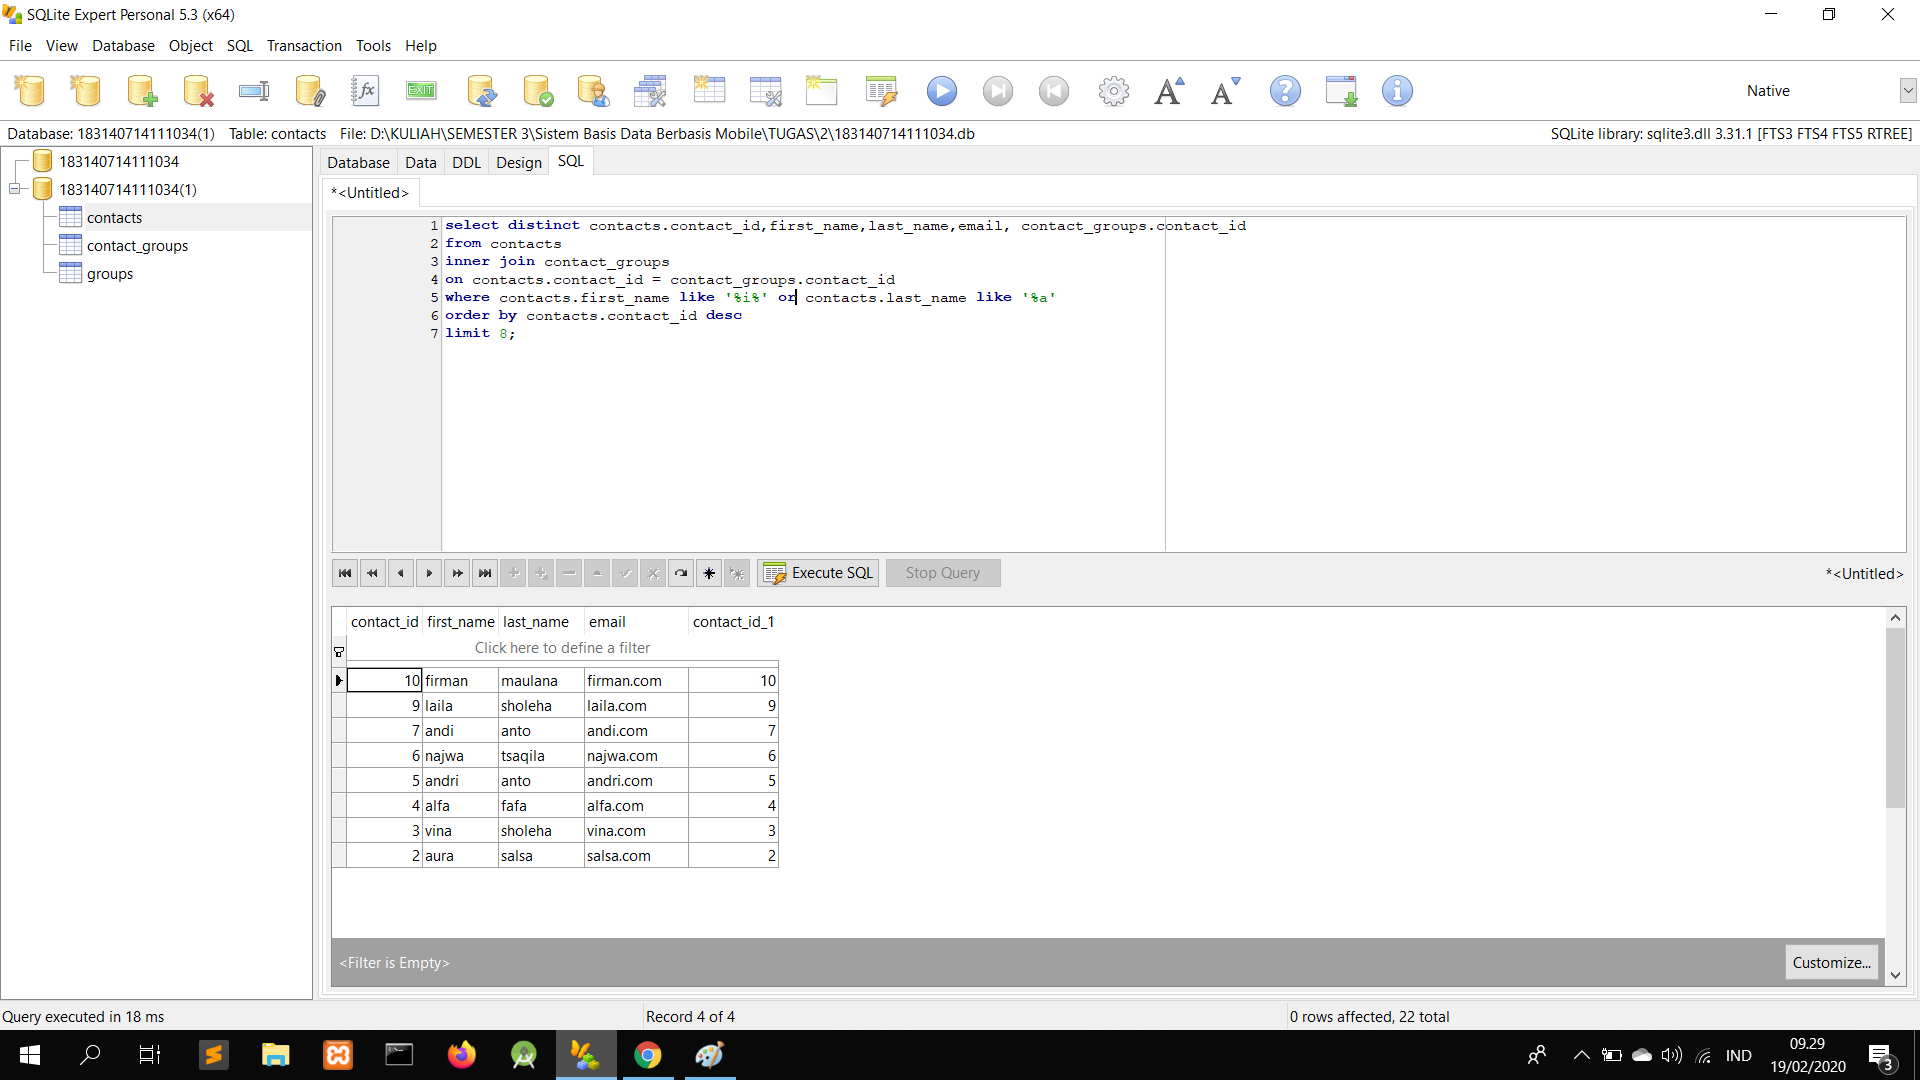 SQLite Expert Personal 5.3 (x64)
File View Database Object SQL Transaction Tools Help
fx EXIT A A ? i Native
Database: 183140714111034(1) Table: contacts File: D:\KULIAH\SEMESTER 3\Sistem Basis Data Berbasis Mobile\TUGAS\2\183140714111034.db SQLite library: sqlite3.dll 3.31.1 [FTS3 FTS4 FTS5 RTREE]
183140714111034
183140714111034(1)
contacts
contact_groups
groups
Database Data DDL Design SQL
*<Untitled>
1 select distinct contacts.contact_id,first_name,last_name,email, contact_groups.contact_id
2 from contacts
3 inner join contact_groups
4 on contacts.contact_id = contact_groups.contact_id
5 where contacts.first_name like '%i%' or contacts.last_name like '%a'
6 order by contacts.contact_id desc
7 limit 8;
Execute SQL Stop Query *<Untitled>
contact_id first_name last_name email contact_id_1
Click here to define a filter
10 firman maulana firman.com 10
9 laila sholeha laila.com 9
7 andi anto andi.com 7
6 najwa tsaqila najwa.com 6
5 andri anto andri.com 5
4 alfa fafa alfa.com 4
3 vina sholeha vina.com 3
2 aura salsa salsa.com 2
<Filter is Empty> Customize...
Query executed in 18 ms Record 4 of 4 0 rows affected, 22 total
IND 09.29
19/02/2020
3